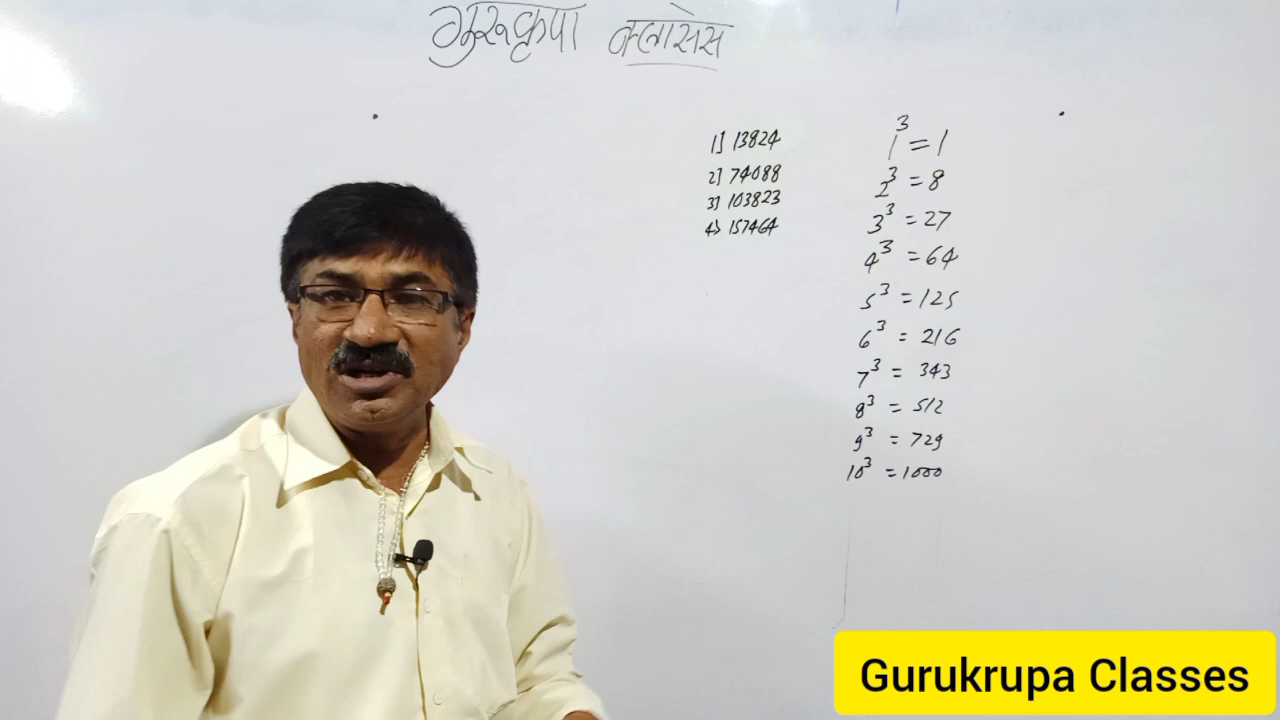 गुरुकृपा क्लासेस
1] 13824
2] 74088
3] 103823
4] 157464
1³ = 1
2³ = 8
3³ = 27
4³ = 64
5³ = 125
6³ = 216
7³ = 343
8³ = 512
9³ = 729
10³ = 1000
Gurukrupa Classes